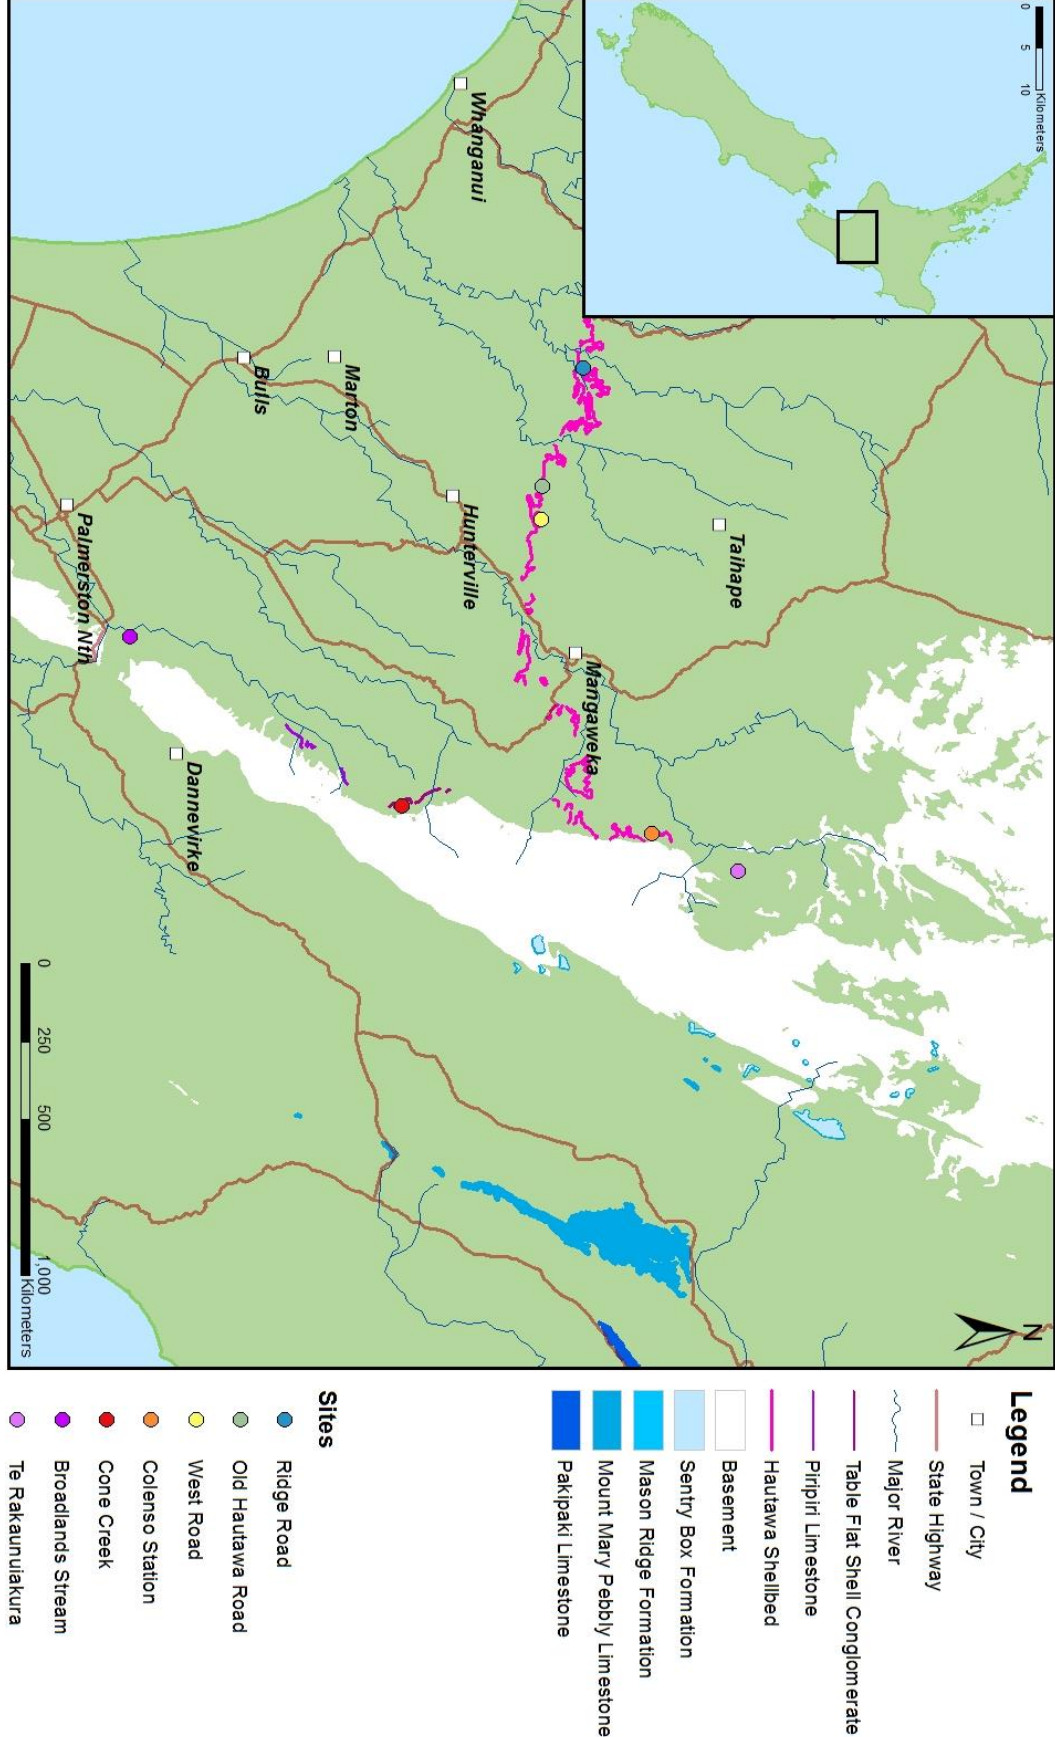 0 5 10
Kilometers
Whanganui
Taihape
Mangaweka
Marton
Hunterville
Bulls
Palmerston Nth
Dannevirke
N
0 250 500 1,000
Kilometers
Legend
Town / City
State Highway
Major River
Table Flat Shell Conglomerate
Piripiri Limestone
Hautawa Shellbed
Basement
Sentry Box Formation
Mason Ridge Formation
Mount Mary Pebbly Limestone
Pakipaki Limestone
Sites
Ridge Road
Old Hautawa Road
West Road
Colenso Station
Cone Creek
Broadlands Stream
Te Rakaunuiakura